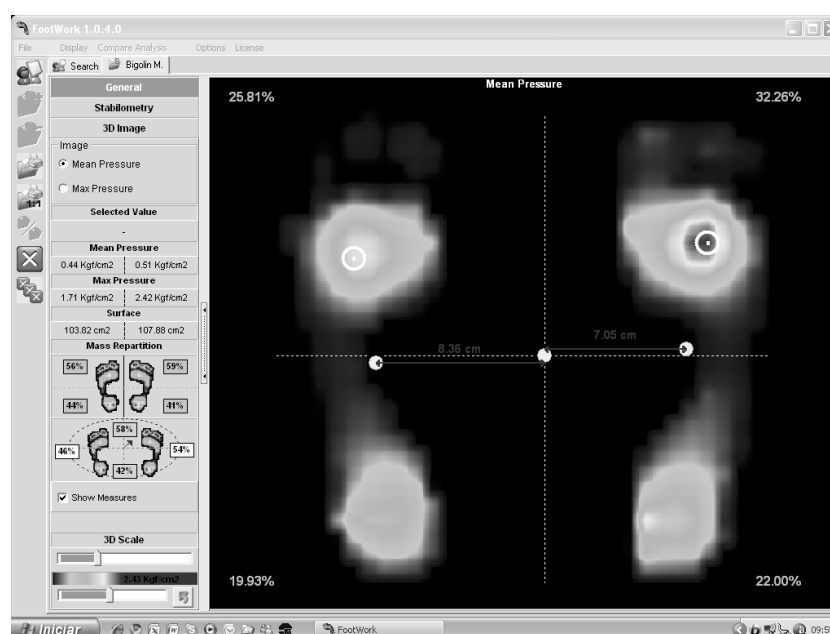 FootWork 1.0.4.0
File Display Compare Analysis Options License
Search Bigolin M.
General
Stabilometry
3D Image
Image
Mean Pressure
Max Pressure
Selected Value
-
Mean Pressure
0.44 Kgf/cm2 0.51 Kgf/cm2
Max Pressure
1.71 Kgf/cm2 2.42 Kgf/cm2
Surface
103.82 cm2 107.88 cm2
Mass Repartition
56% 59%
44% 41%
58%
46% 54%
42%
Show Measures
3D Scale
2.43 Kgf/cm2
Mean Pressure
25.81% 32.26%
8.36 cm 7.05 cm
19.93% 22.00%
1:1
Iniciar FootWork